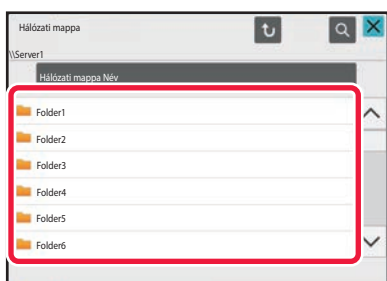 Hálózati mappa
\\Server1
Hálózati mappa Név
Folder1
Folder2
Folder3
Folder4
Folder5
Folder6